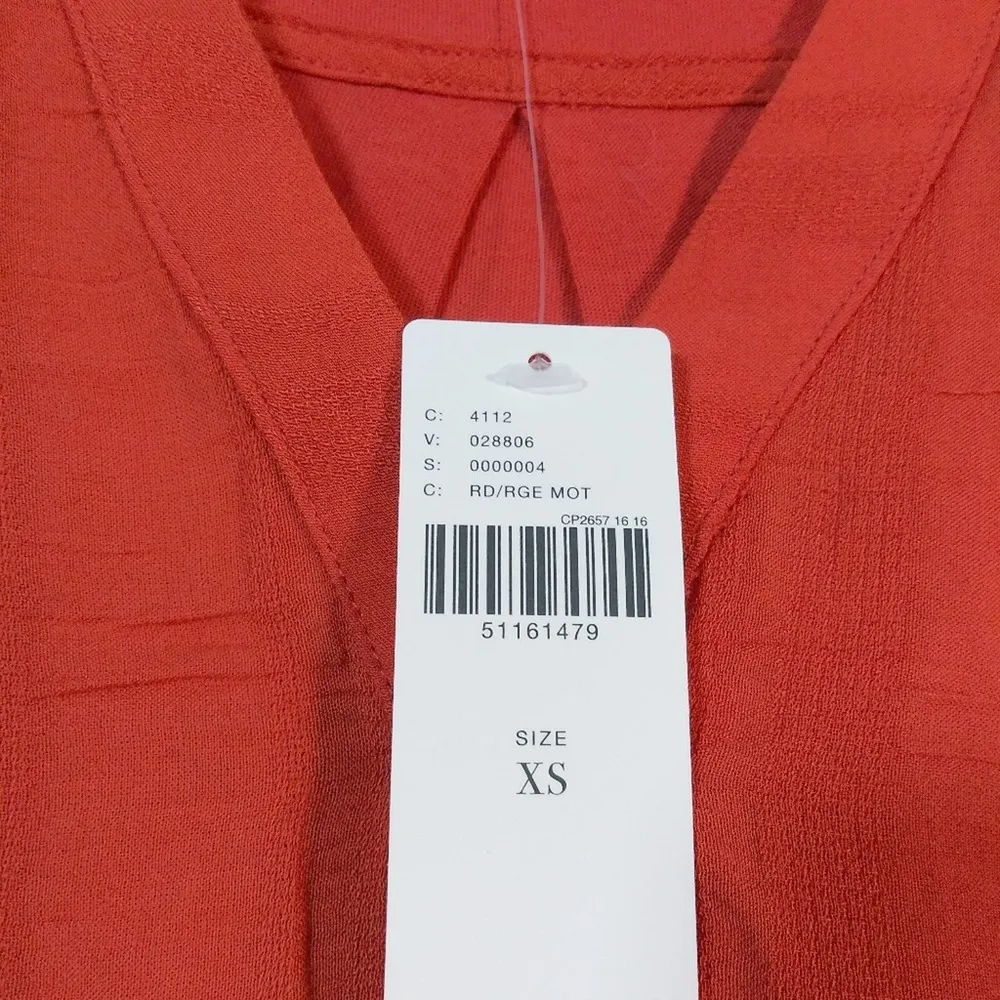 C: 4112
V: 028806
S: 0000004
C: RD/RGE MOT
CP2657 16 16
51161479
SIZE
XS